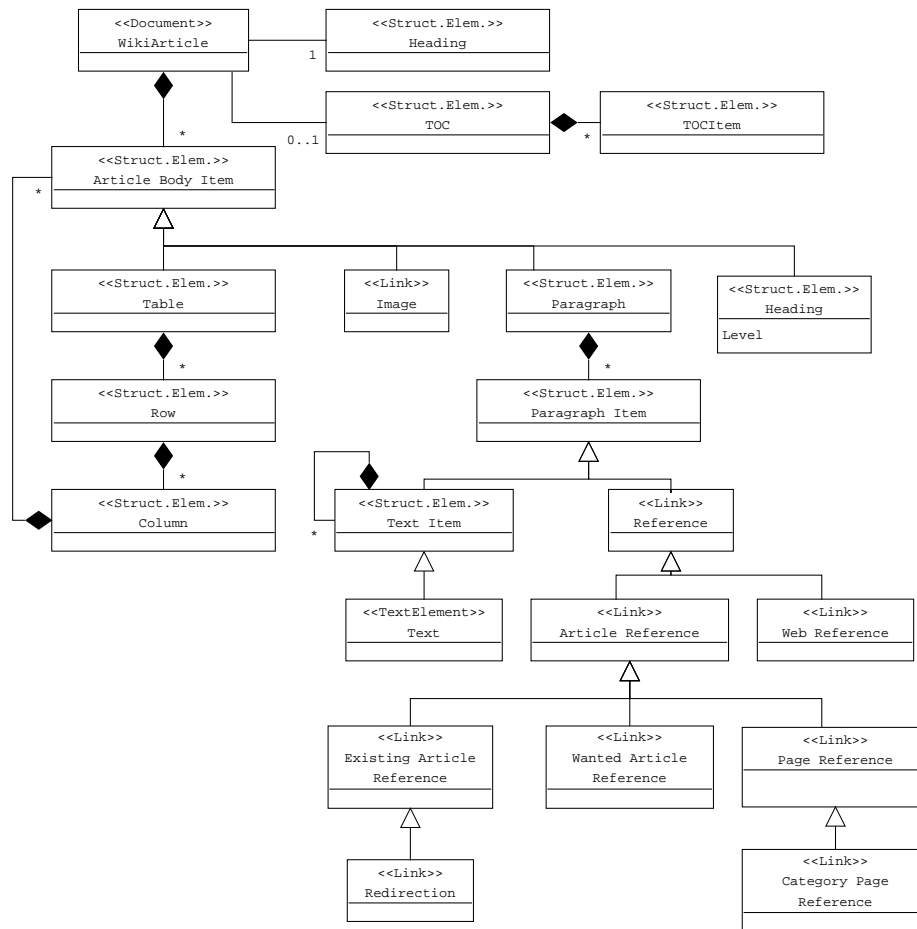 <<Document>>
WikiArticle
<<Struct.Elem.>>
Heading
1
<<Struct.Elem.>>
TOC
0..1
<<Struct.Elem.>>
TOCItem
*
*
<<Struct.Elem.>>
Article Body Item
*
<<Struct.Elem.>>
Table
<<Link>>
Image
<<Struct.Elem.>>
Paragraph
<<Struct.Elem.>>
Heading
Level
*
<<Struct.Elem.>>
Row
*
<<Struct.Elem.>>
Paragraph Item
*
<<Struct.Elem.>>
Column
<<Struct.Elem.>>
Text Item
*
<<Link>>
Reference
<<TextElement>>
Text
<<Link>>
Article Reference
<<Link>>
Web Reference
<<Link>>
Existing Article
Reference
<<Link>>
Wanted Article
Reference
<<Link>>
Page Reference
<<Link>>
Redirection
<<Link>>
Category Page
Reference